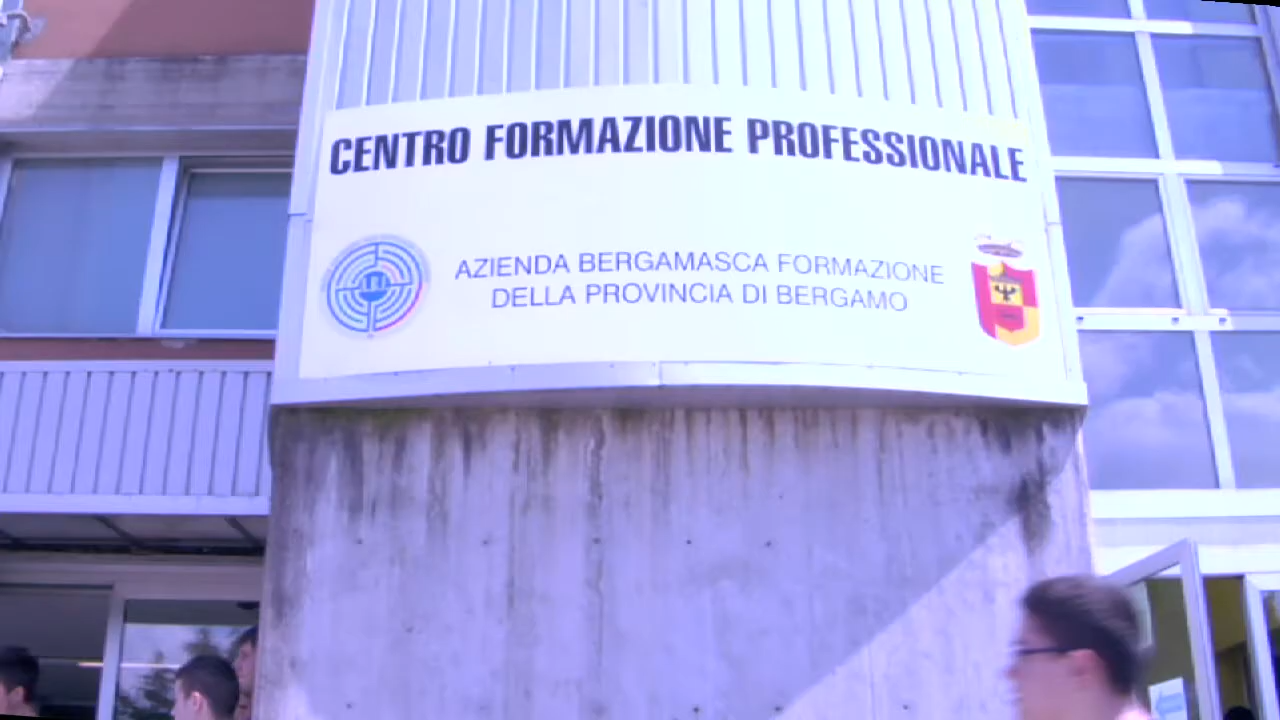 CENTRO FORMAZIONE PROFESSIONALE
AZIENDA BERGAMASCA FORMAZIONE
DELLA PROVINCIA DI BERGAMO